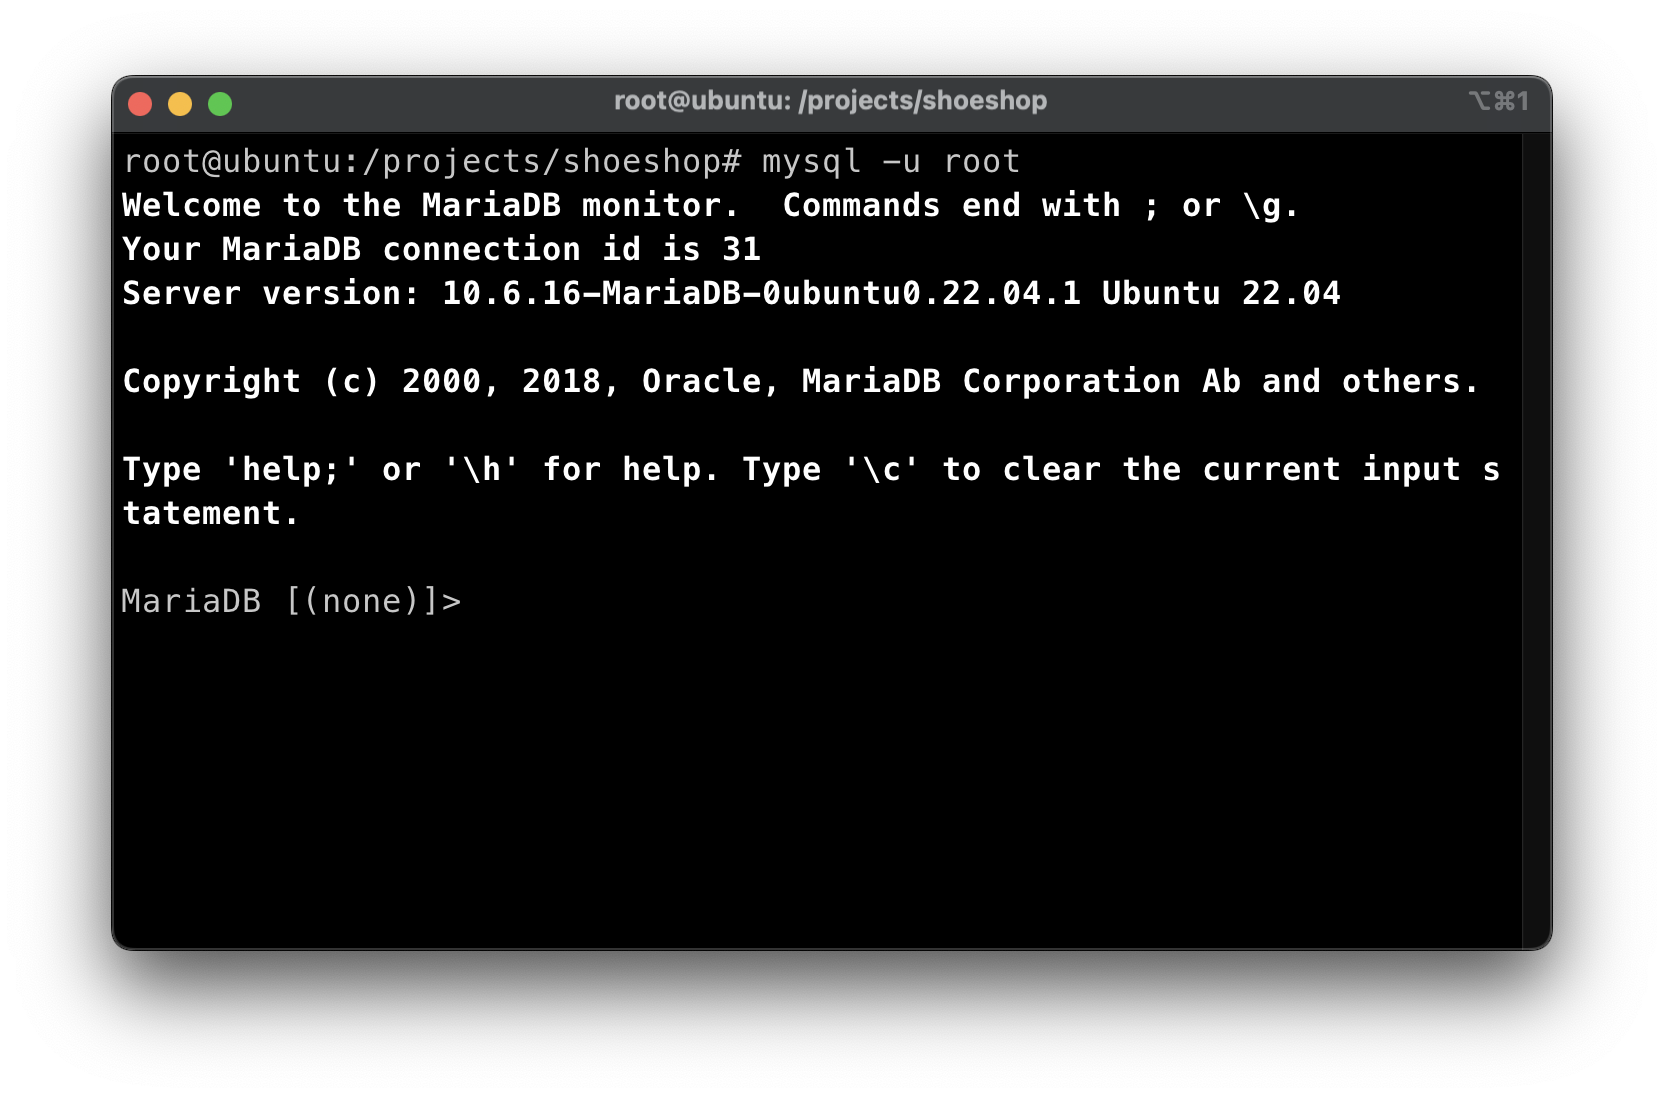 root@ubuntu: /projects/shoeshop
⌥⌘1
root@ubuntu:/projects/shoeshop# mysql -u root
Welcome to the MariaDB monitor.  Commands end with ; or \g.
Your MariaDB connection id is 31
Server version: 10.6.16-MariaDB-0ubuntu0.22.04.1 Ubuntu 22.04
Copyright (c) 2000, 2018, Oracle, MariaDB Corporation Ab and others.
Type 'help;' or '\h' for help. Type '\c' to clear the current input s
tatement.
MariaDB [(none)]>